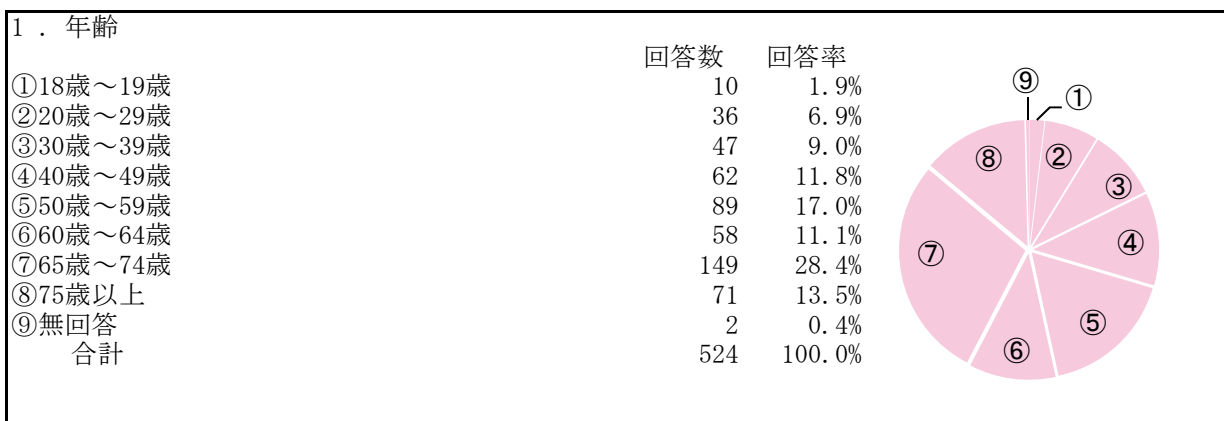 1．年齢
回答数 回答率
①18歳～19歳 10 1.9%
②20歳～29歳 36 6.9%
③30歳～39歳 47 9.0%
④40歳～49歳 62 11.8%
⑤50歳～59歳 89 17.0%
⑥60歳～64歳 58 11.1%
⑦65歳～74歳 149 28.4%
⑧75歳以上 71 13.5%
⑨無回答 2 0.4%
合計 524 100.0%
⑨
①
②
⑧
③
④
⑦
⑤
⑥